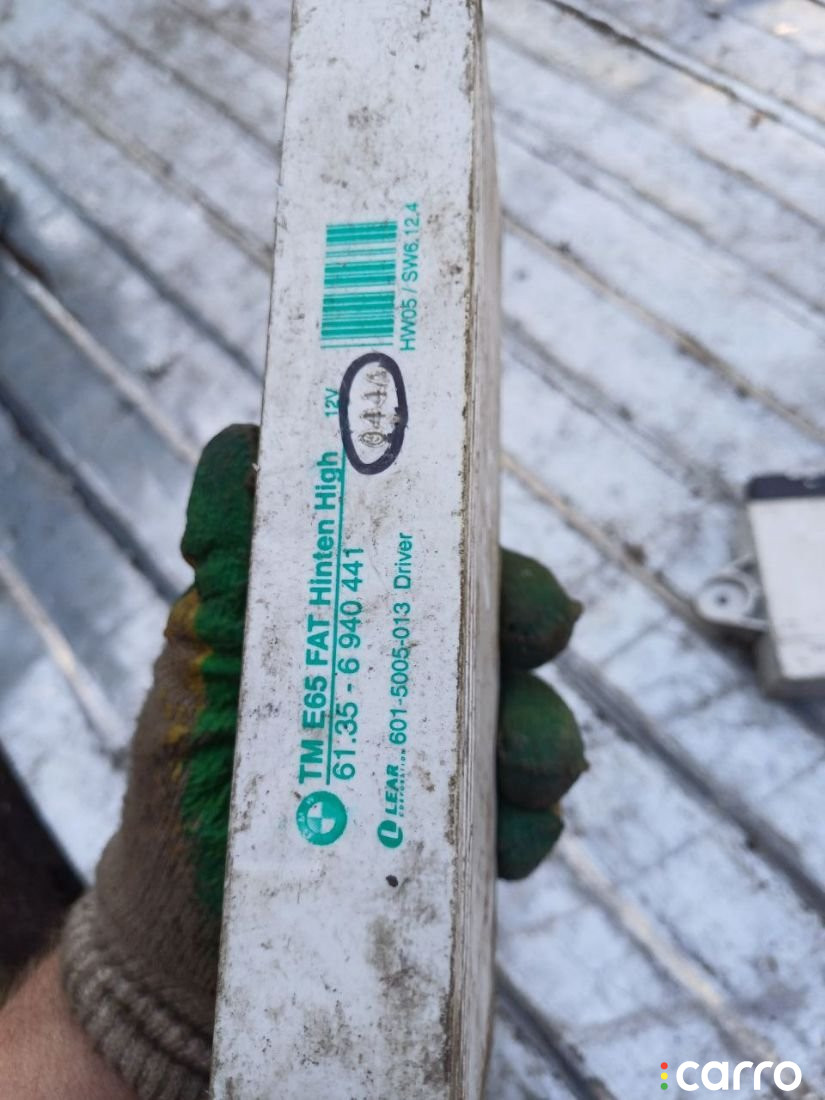 TM E65 FAT Hinten High 12V
61.35 - 6 940 441
LEAR
CORPORATION
601-5005-013 Driver
HW05 / SW6.12.4
carro